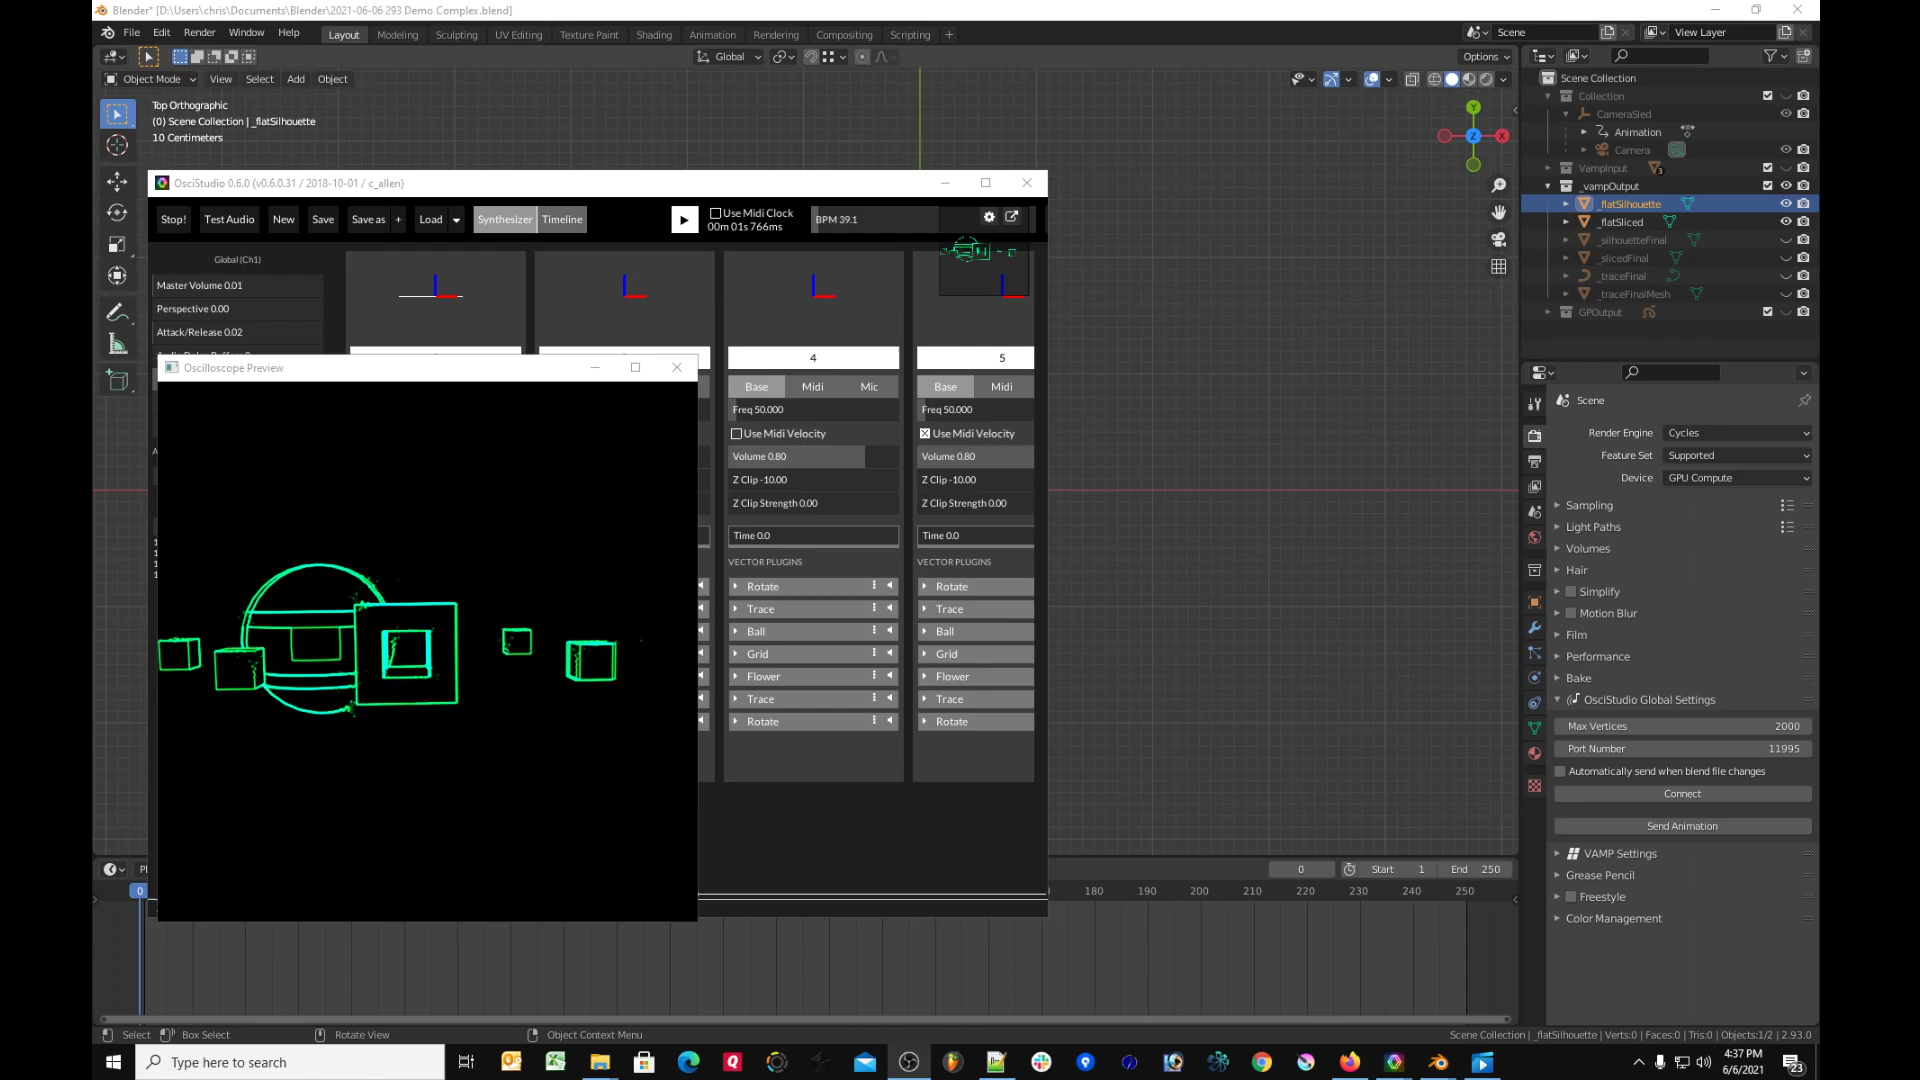 Blender* [D:\Users\chris\Documents\Blender\2021-06-06 293 Demo Complex.blend]
File Edit Render Window Help Layout Modeling Sculpting UV Editing Texture Paint Shading Animation Rendering Compositing Scripting + Scene View Layer
Global Options
Object Mode View Select Add Object
Top Orthographic
(0) Scene Collection | _flatSilhouette
10 Centimeters
Y
Z X
Scene Collection
Collection
CameraSled
Animation
Camera
VampInput 3
_vampOutput
_flatSilhouette
_flatSliced
_silhouetteFinal
_slicedFinal
_traceFinal
_traceFinalMesh
GPOutput
OsciStudio 0.6.0 (v0.6.0.31 / 2018-10-01 / c_allen)
Stop! Test Audio New Save Save as + Load Synthesizer Timeline Use Midi Clock
00m 01s 766ms BPM 39.1
Global (Ch1)
Master Volume 0.01
Perspective 0.00
Attack/Release 0.02
4 5
Oscilloscope Preview
Base Midi Mic Base Midi
Freq 50.000 Freq 50.000
Use Midi Velocity Use Midi Velocity
Volume 0.80 Volume 0.80
Z Clip -10.00 Z Clip -10.00
Z Clip Strength 0.00 Z Clip Strength 0.00
Time 0.0 Time 0.0
VECTOR PLUGINS VECTOR PLUGINS
Rotate Rotate
Trace Trace
Ball Ball
Grid Grid
Flower Flower
Trace Trace
Rotate Rotate
Scene
Render Engine Cycles
Feature Set Supported
Device GPU Compute
Sampling
Light Paths
Volumes
Hair
Simplify
Motion Blur
Film
Performance
Bake
OsciStudio Global Settings
Max Vertices 2000
Port Number 11995
Automatically send when blend file changes
Connect
Send Animation
VAMP Settings
Grease Pencil
Freestyle
Color Management
0 Start 1 End 250
0 180 190 200 210 220 230 240 250
Select Box Select Rotate View Object Context Menu Scene Collection | _flatSilhouette | Verts:0 | Faces:0 | Tris:0 | Objects:1/2 | 2.93.0
Type here to search
4:37 PM
6/6/2021
23